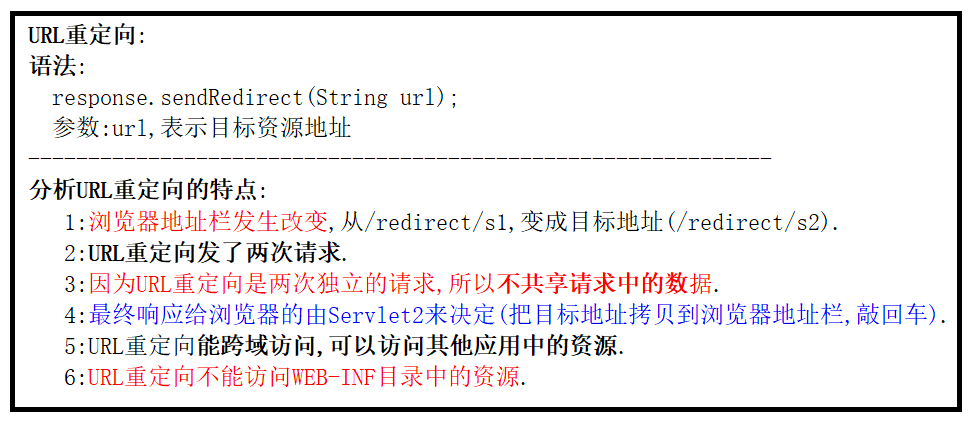 URL重定向:
语法:
response.sendRedirect(String url);
参数:url,表示目标资源地址
--------------------------------------------------------------
分析URL重定向的特点:
1:浏览器地址栏发生改变,从/redirect/s1,变成目标地址(/redirect/s2).
2:URL重定向发了两次请求.
3:因为URL重定向是两次独立的请求,所以不共享请求中的数据.
4:最终响应给浏览器的由Servlet2来决定(把目标地址拷贝到浏览器地址栏,敲回车).
5:URL重定向能跨域访问,可以访问其他应用中的资源.
6:URL重定向不能访问WEB-INF目录中的资源.